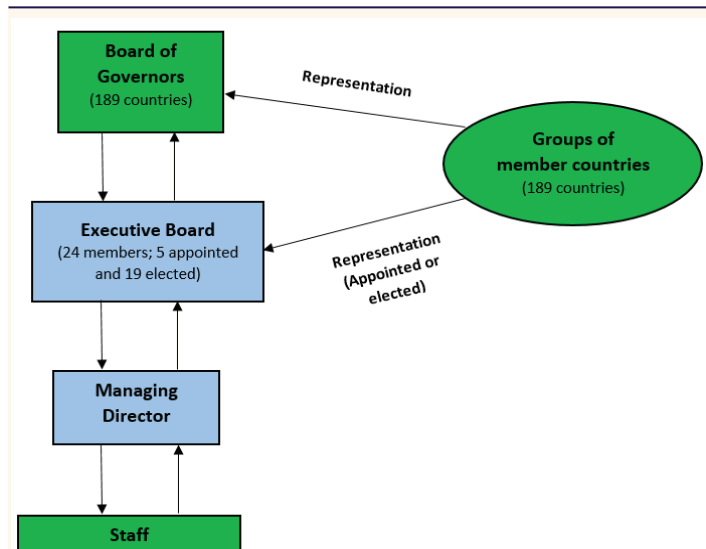 Board of
Governors
(189 countries)
Representation
Groups of
member countries
(189 countries)
Executive Board
(24 members; 5 appointed
and 19 elected)
Representation
(Appointed or
elected)
Managing
Director
Staff